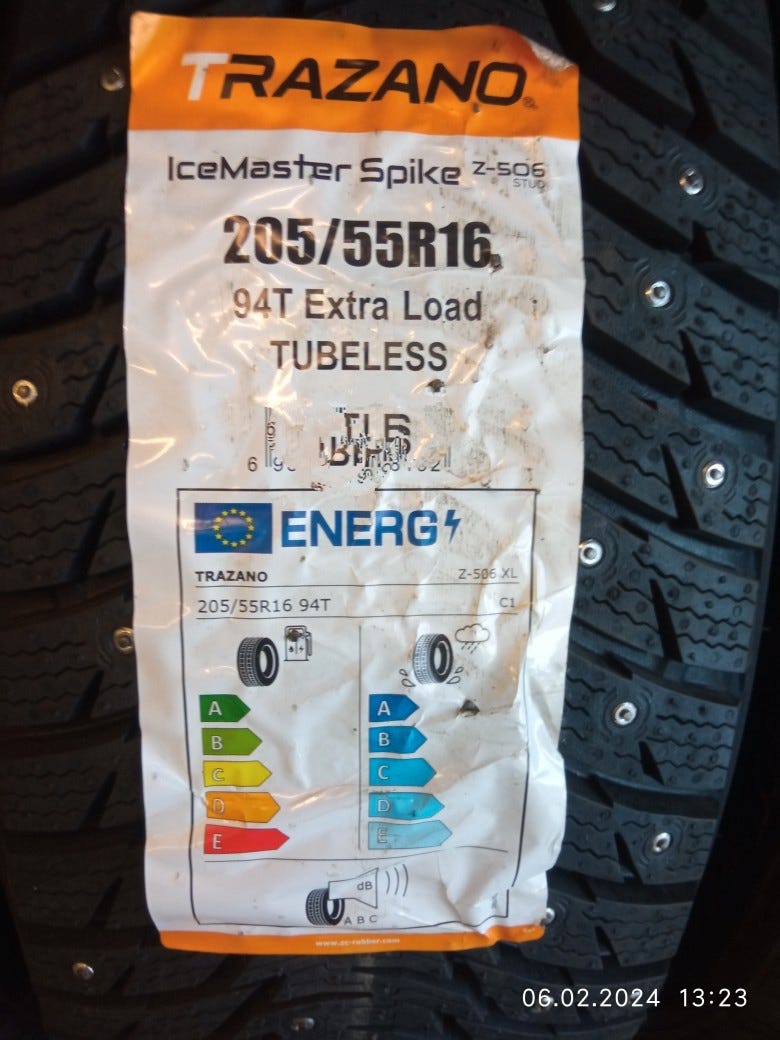 TRAZANO®
IceMaster Spike Z-506
STUD
205/55R16
94T Extra Load
TUBELESS
ENERG
TRAZANO Z-506 XL
205/55R16 94T C1
A A
B B
C C
D D
E E
dB
A B C
www.zc-rubber.com
06.02.2024 13:23